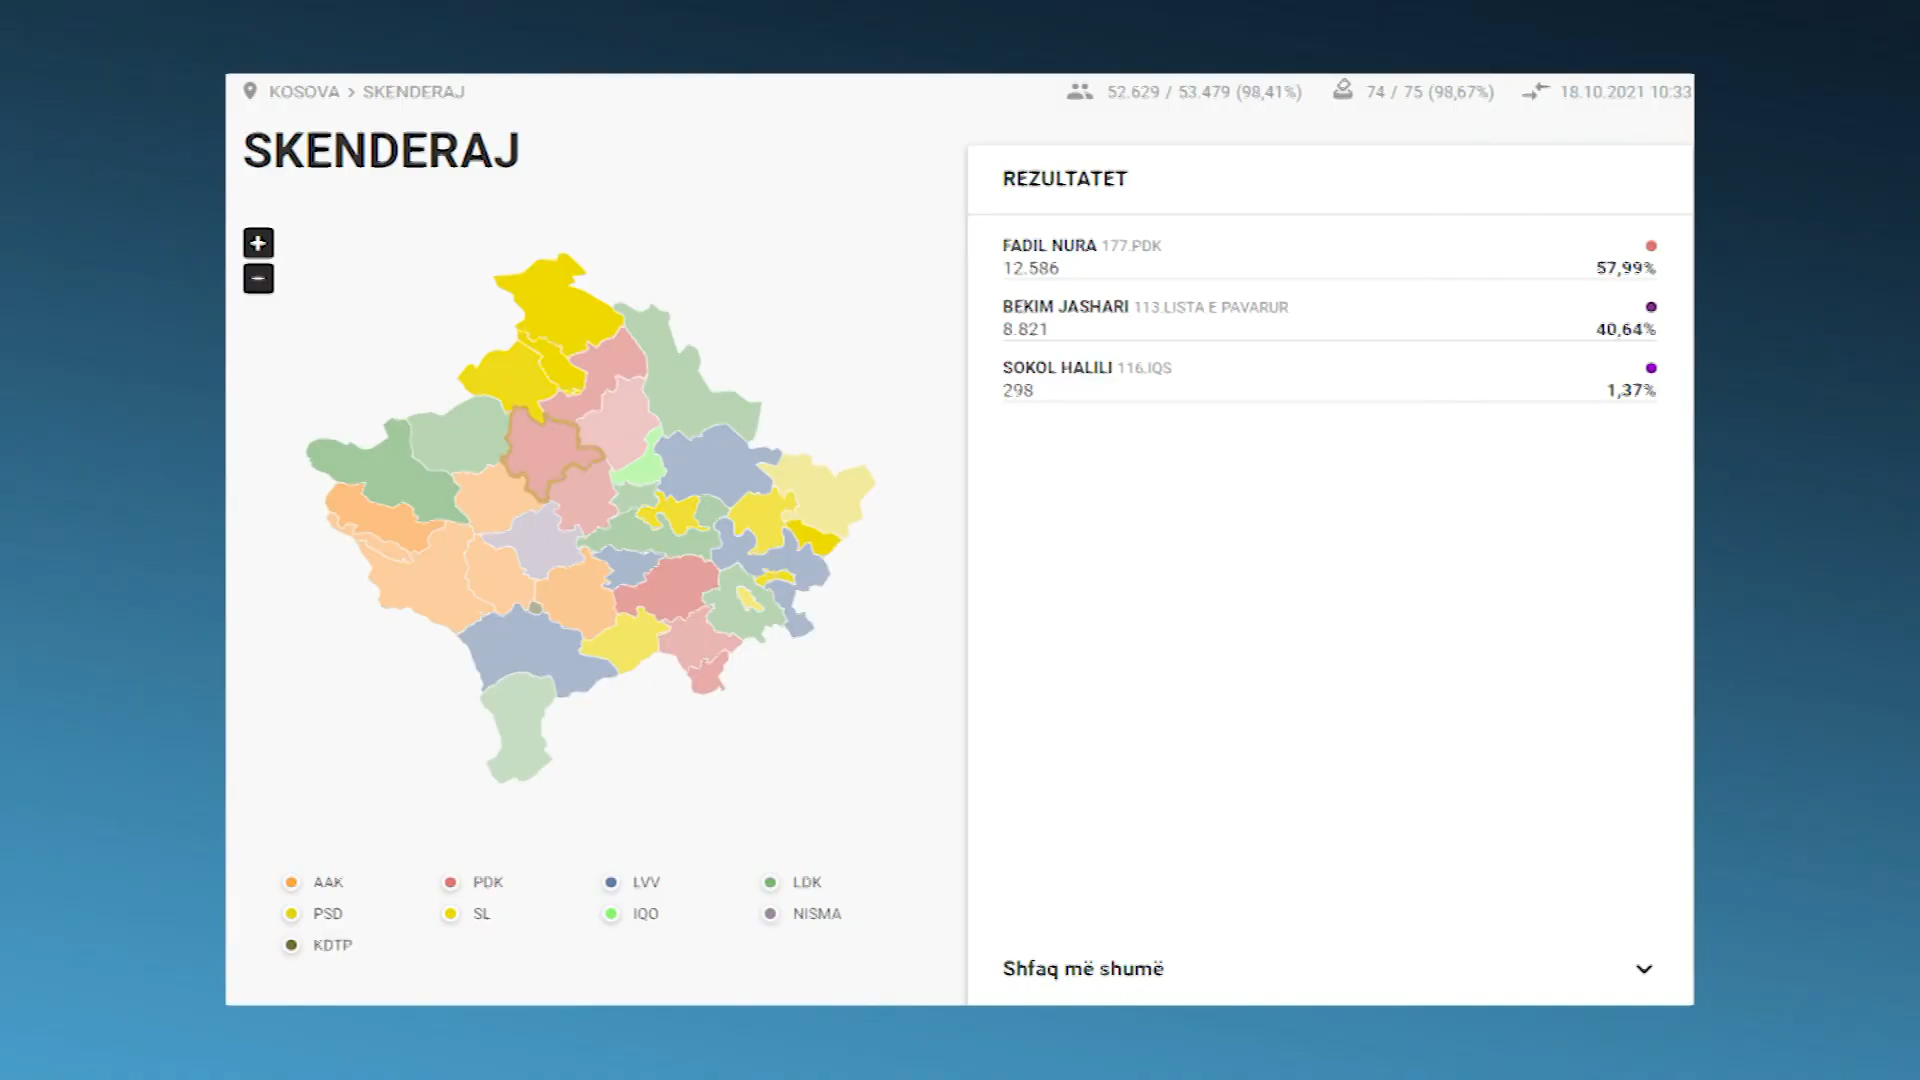 KOSOVA > SKENDERAJ
52.629 / 53.479 (98,41%) 74 / 75 (98,67%) 18.10.2021 10:33
SKENDERAJ
REZULTATET
FADIL NURA 177.PDK
12.586 57,99%
BEKIM JASHARI 113.LISTA E PAVARUR
8.821 40,64%
SOKOL HALILI 116.IQS
298 1,37%
AAK PDK LVV LDK
PSD SL IQO NISMA
KDTP
Shfaq më shumë